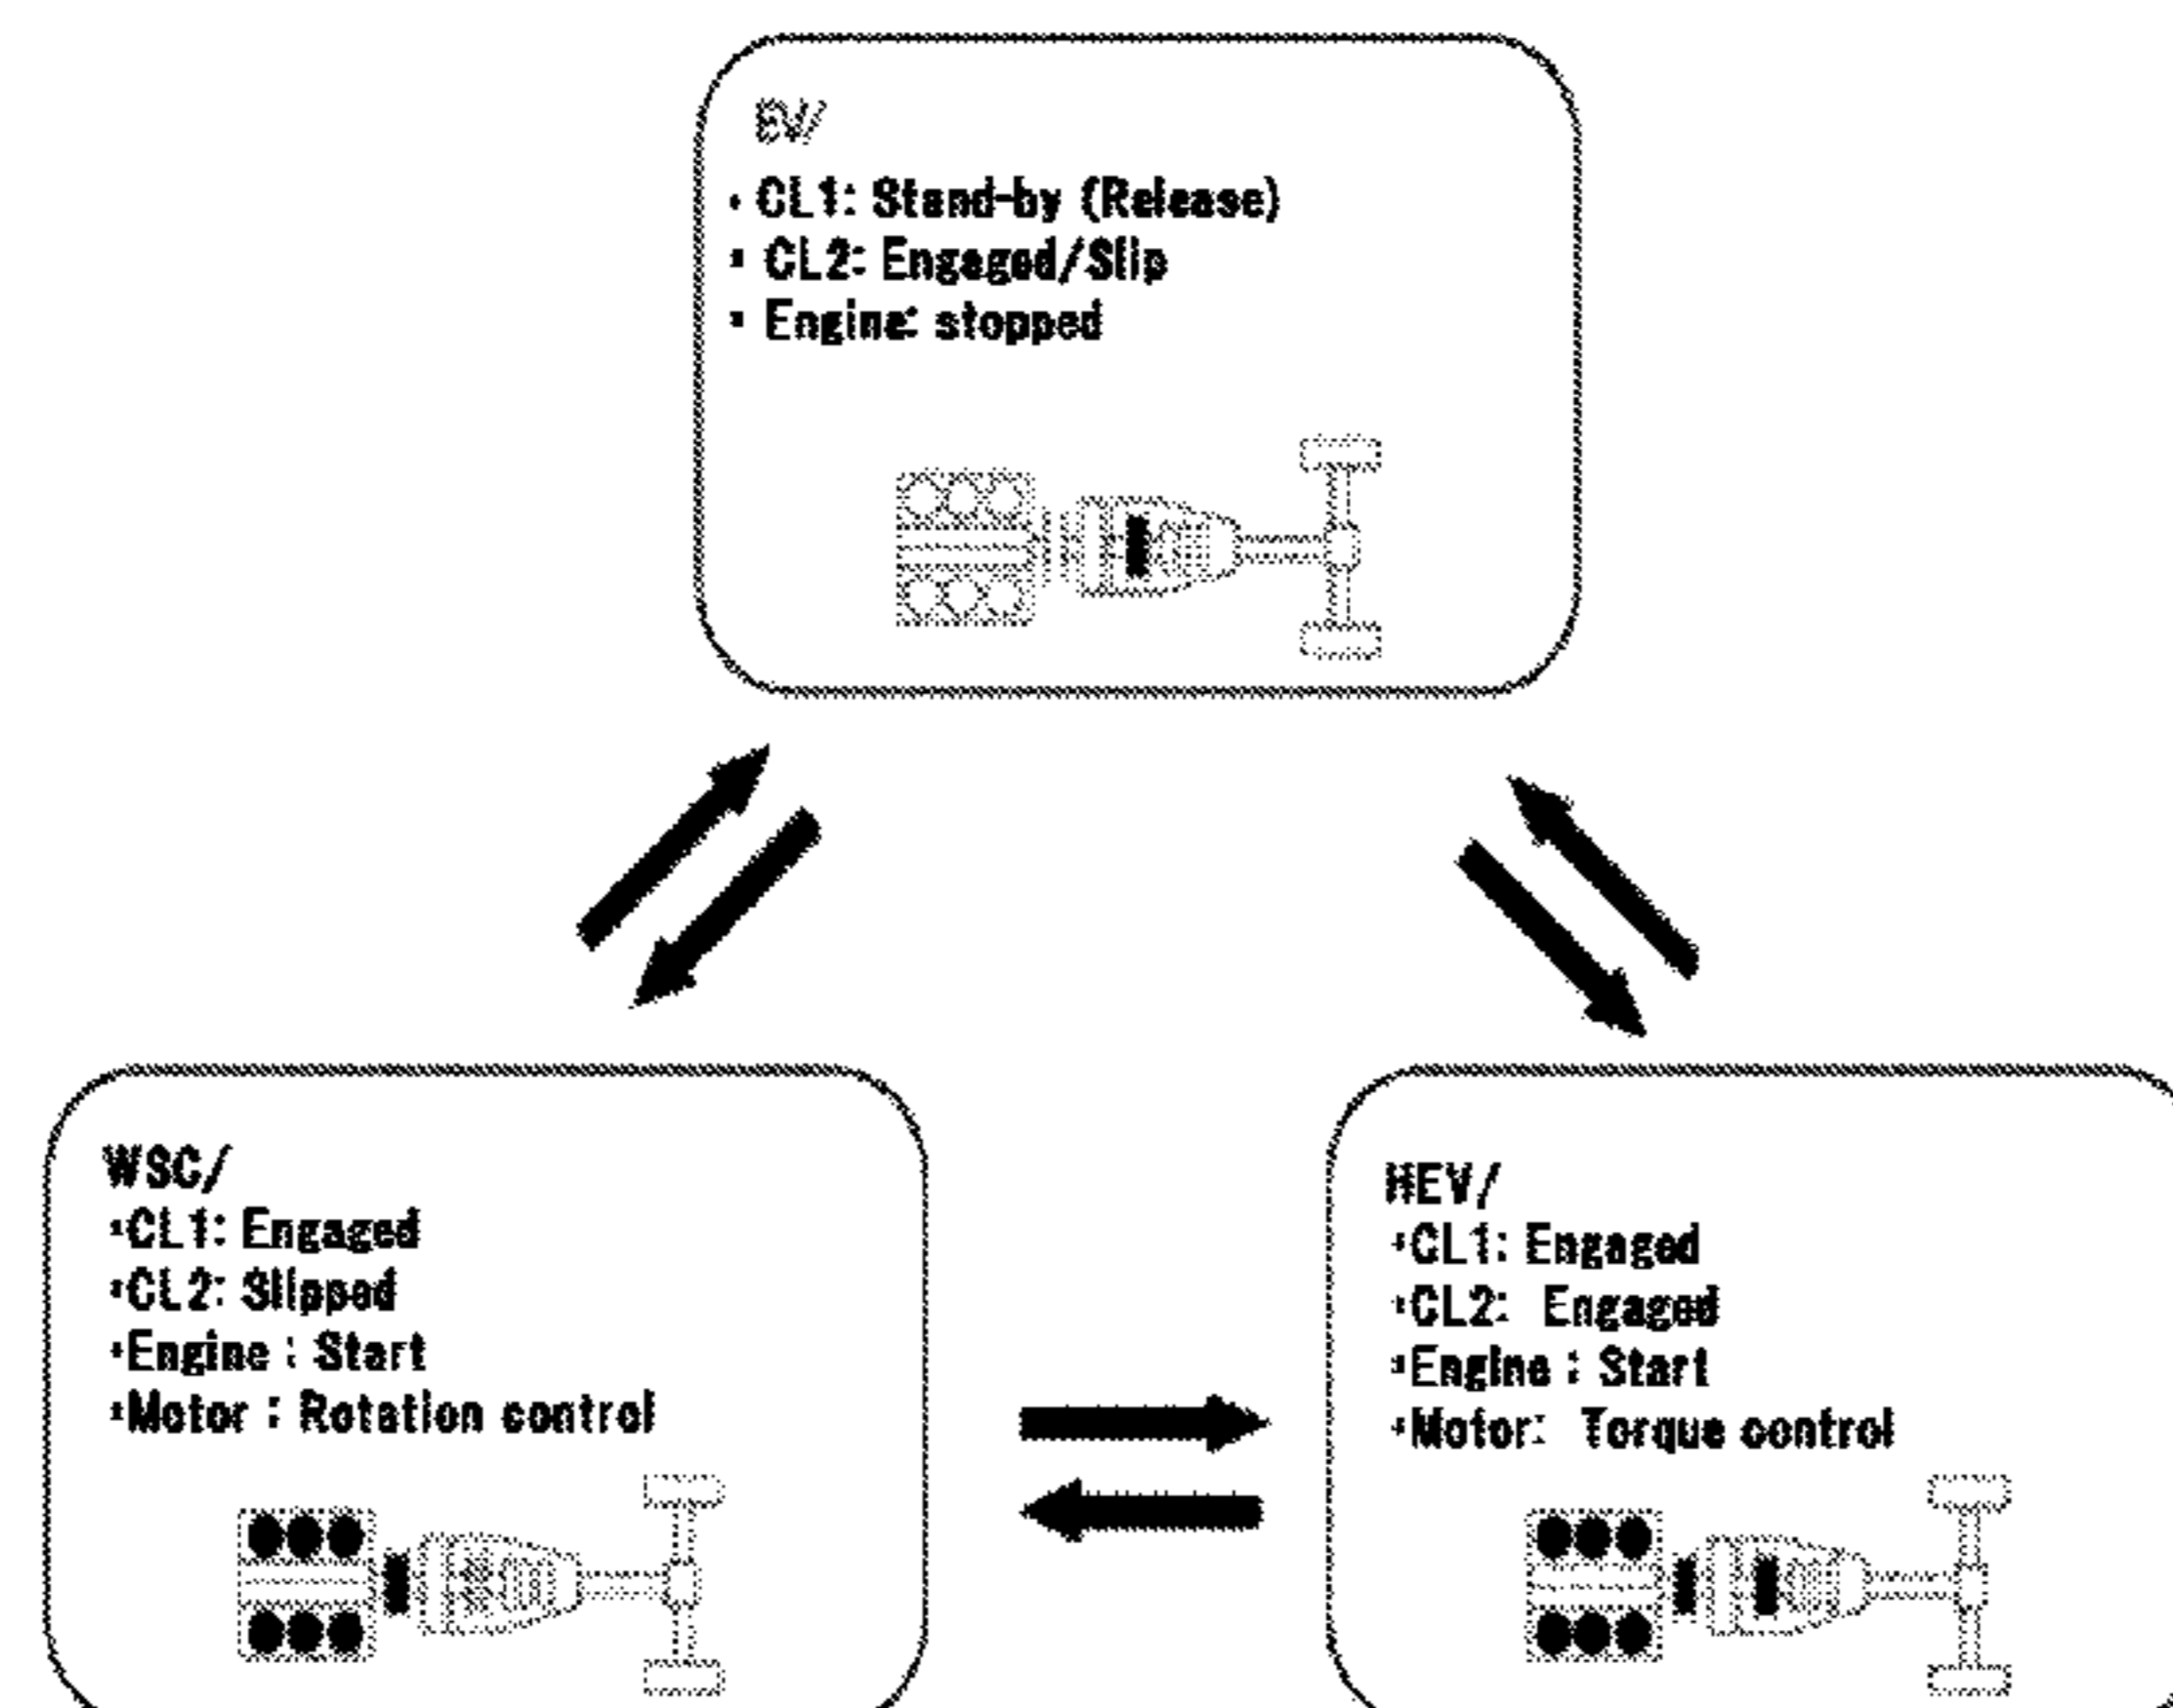 EV/
・CL1: Stand-by (Release)
・CL2: Engaged/Slip
・Engine: stopped
WSC/
・CL1: Engaged
・CL2: Slipped
・Engine : Start
・Motor : Rotation control
HEV/
・CL1: Engaged
・CL2: Engaged
・Engine : Start
・Motor: Torque control